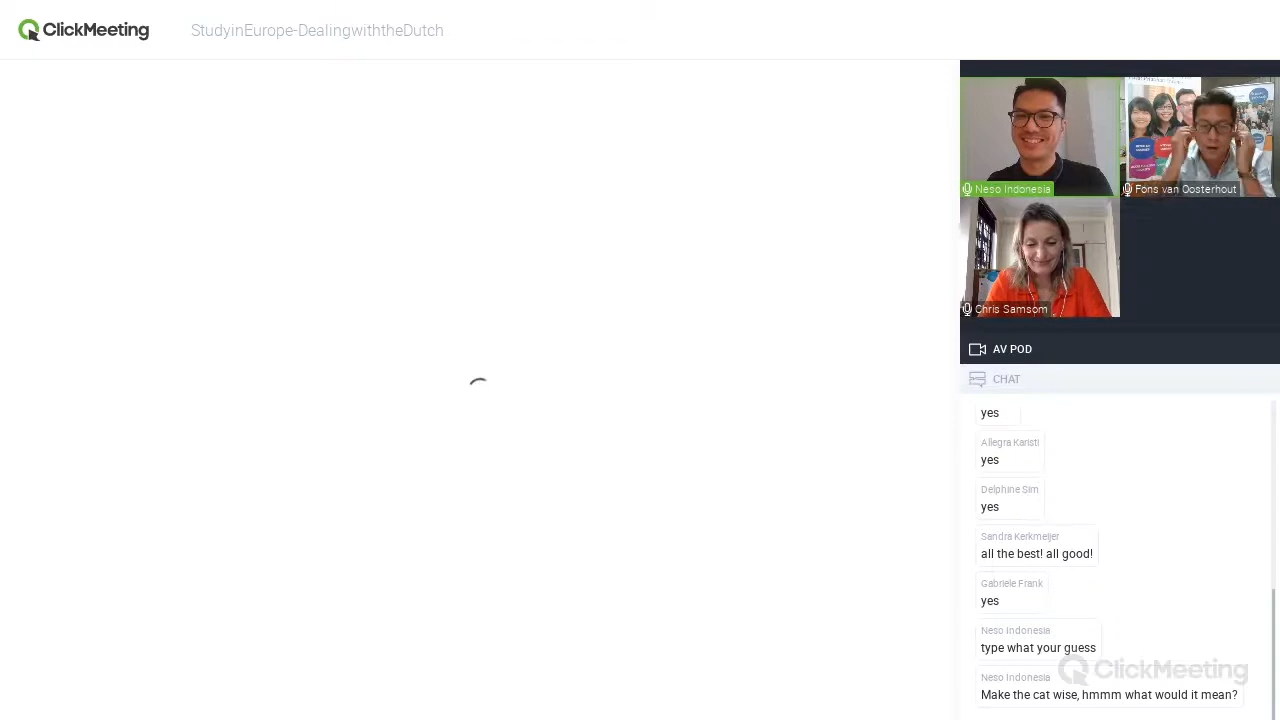 ClickMeeting
StudyinEurope-DealingwiththeDutch
Neso Indonesia
Fons van Oosterhout
Chris Samsom
AV POD
CHAT
yes
Allegra Karisti
yes
Delphine Sim
yes
Sandra Kerkmeijer
all the best! all good!
Gabriele Frank
yes
Neso Indonesia
type what your guess
ClickMeeting
Neso Indonesia
Make the cat wise, hmmm what would it mean?